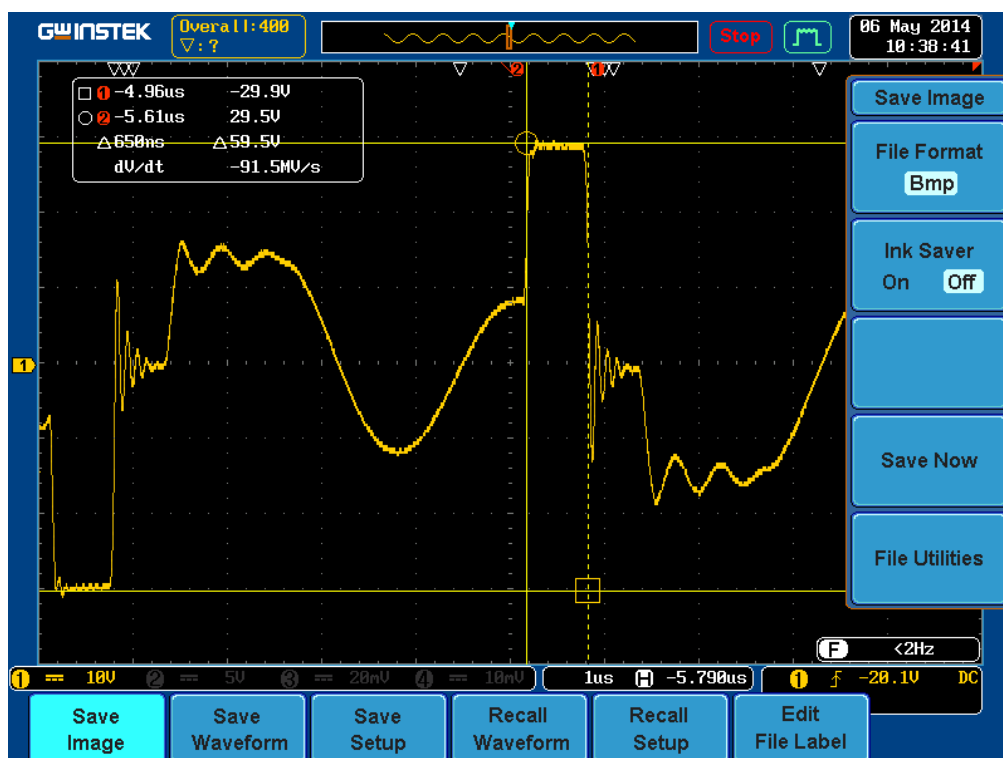 GWINSTEK
Overall:400
▽:?
Stop
06 May 2014
10:38:41
2
1
□ 1 -4.96us -29.9V
○ 2 -5.61us 29.5V
△650ns △59.5V
dV/dt -91.5MV/s
1
Save Image
File Format
Bmp
Ink Saver
On Off
Save Now
File Utilities
F <2Hz
1 10V 2 5V 3 20mV 4 10mV 1us H -5.790us 1 -20.1V DC
Save Image
Save Waveform
Save Setup
Recall Waveform
Recall Setup
Edit File Label